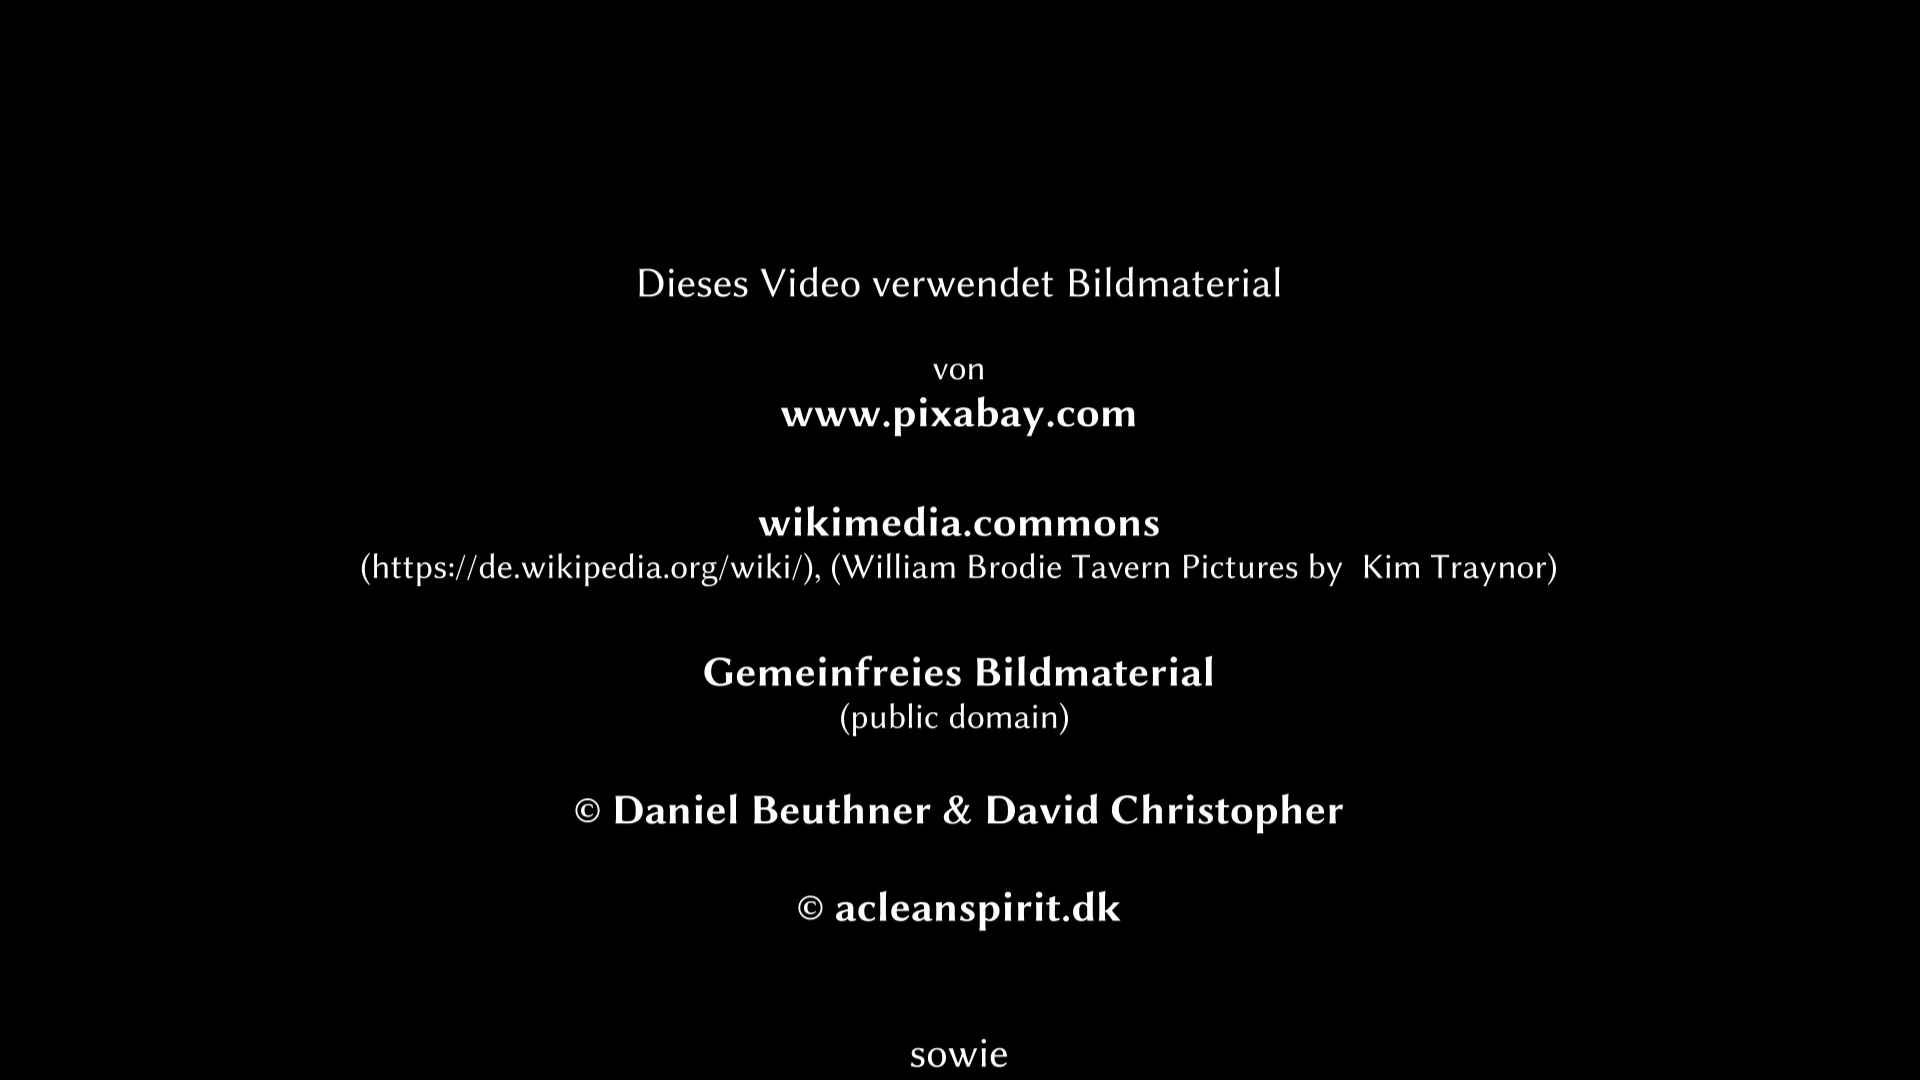 Dieses Video verwendet Bildmaterial
von
www.pixabay.com
wikimedia.commons
(https://de.wikipedia.org/wiki/), (William Brodie Tavern Pictures by  Kim Traynor)
Gemeinfreies Bildmaterial
(public domain)
© Daniel Beuthner & David Christopher
© acleanspirit.dk
sowie